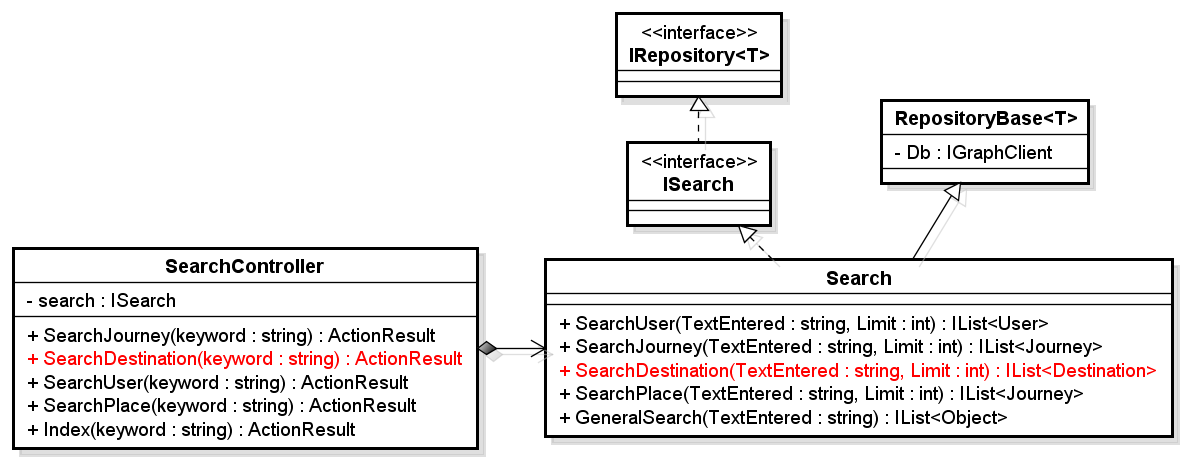 <<interface>>
IRepository<T>
RepositoryBase<T>
- Db : IGraphClient
<<interface>>
ISearch
SearchController
- search : ISearch
+ SearchJourney(keyword : string) : ActionResult
+ SearchDestination(keyword : string) : ActionResult
+ SearchUser(keyword : string) : ActionResult
+ SearchPlace(keyword : string) : ActionResult
+ Index(keyword : string) : ActionResult
Search
+ SearchUser(TextEntered : string, Limit : int) : IList<User>
+ SearchJourney(TextEntered : string, Limit : int) : IList<Journey>
+ SearchDestination(TextEntered : string, Limit : int) : IList<Destination>
+ SearchPlace(TextEntered : string, Limit : int) : IList<Journey>
+ GeneralSearch(TextEntered : string) : IList<Object>